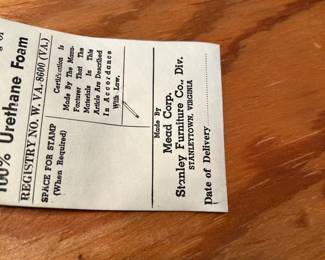 of
100% Urethane Foam
REGISTRY NO. W. VA. 8600 (VA.)
SPACE FOR STAMP
(When Required)
Certification Is
Made By The Manu-
facturer That The
Materials In This
Article Are Described
In Accordance
With Law.
Made By
Mead Corp.
Stanley Furniture Co., Div.
STANLEYTOWN, VIRGINIA
Date of Delivery